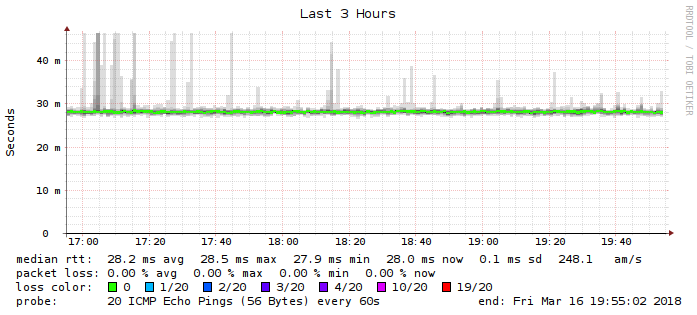 Last 3 Hours
RRDTOOL / TOBI OETIKER
Seconds
40 m
30 m
20 m
10 m
0
17:00 17:20 17:40 18:00 18:20 18:40 19:00 19:20 19:40
median rtt: 28.2 ms avg 28.5 ms max 27.9 ms min 28.0 ms now 0.1 ms sd 248.1 am/s
packet loss: 0.00 % avg 0.00 % max 0.00 % min 0.00 % now
loss color: 0 1/20 2/20 3/20 4/20 10/20 19/20
probe: 20 ICMP Echo Pings (56 Bytes) every 60s end: Fri Mar 16 19:55:02 2018